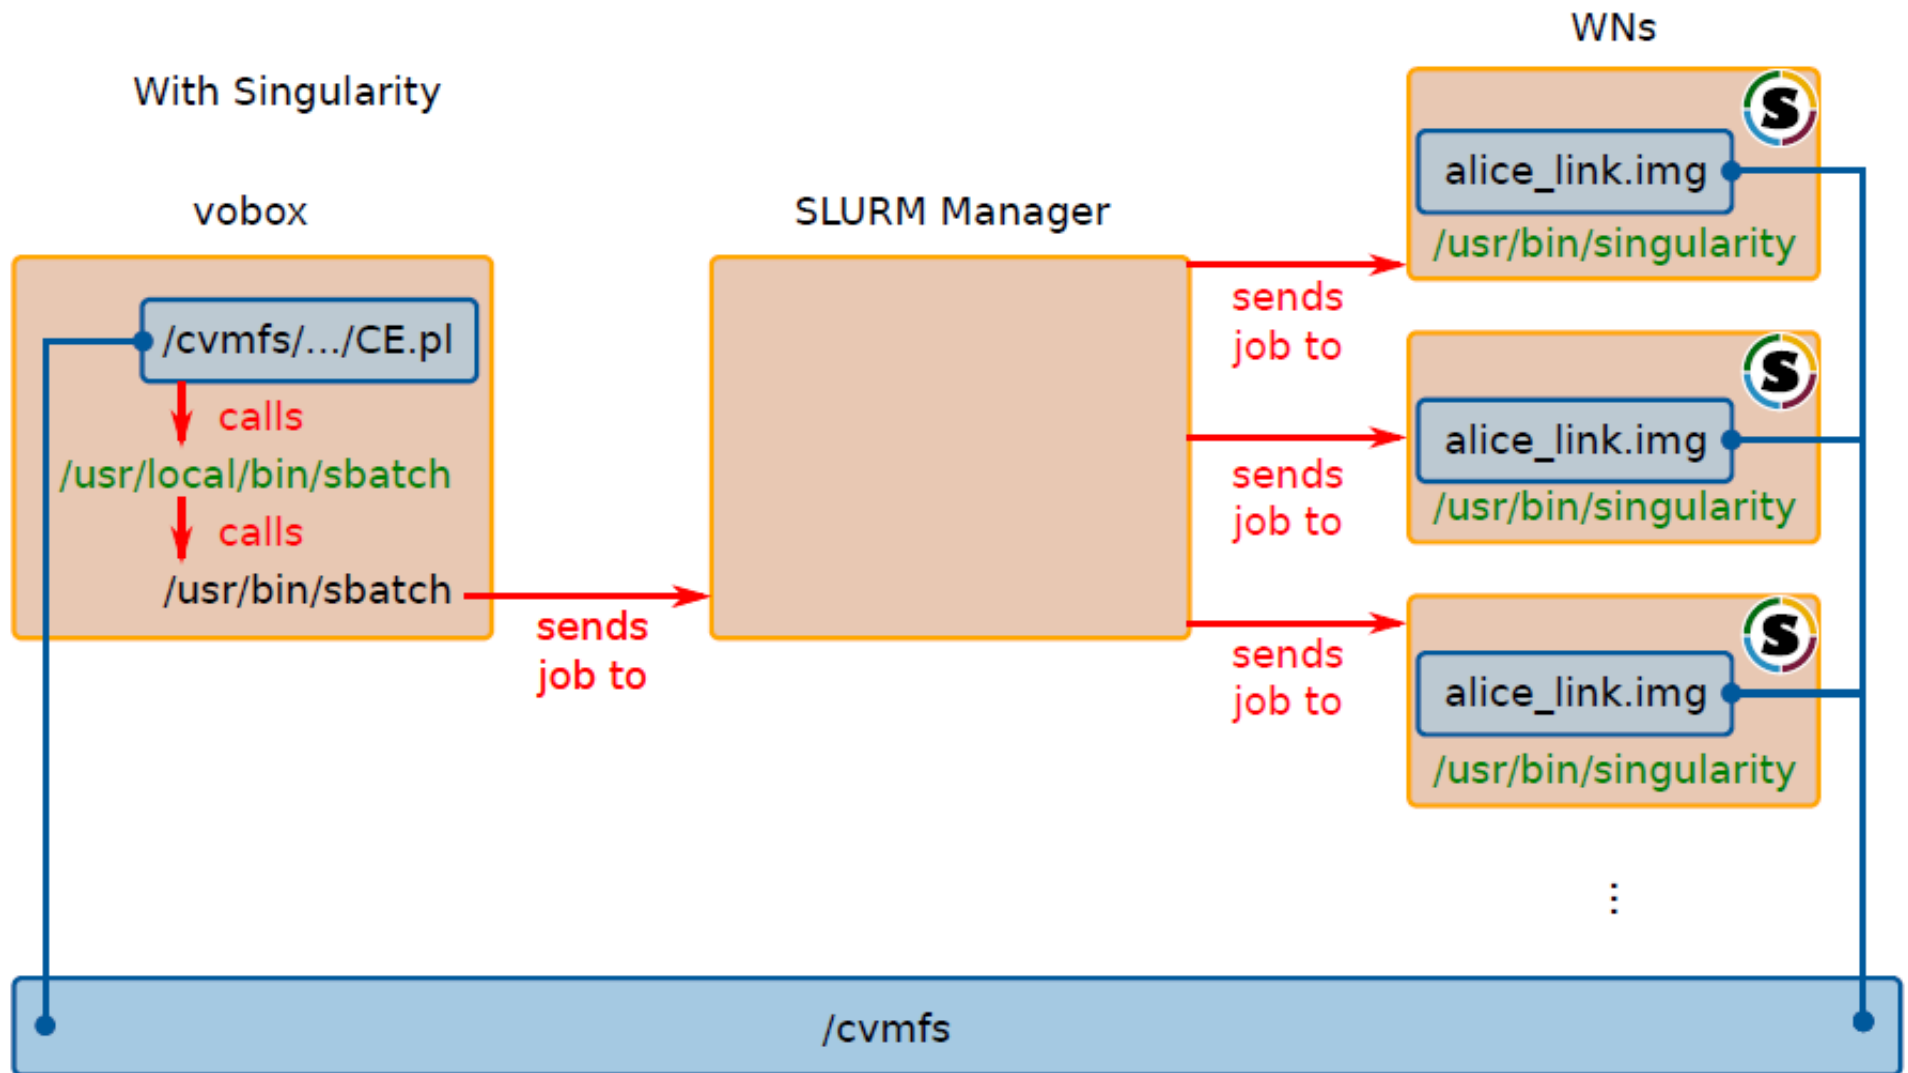 With Singularity
vobox
/cvmfs/.../CE.pl
calls
/usr/local/bin/sbatch
calls
/usr/bin/sbatch
sends
job to
SLURM Manager
sends
job to
sends
job to
sends
job to
WNs
S
alice_link.img
/usr/bin/singularity
S
alice_link.img
/usr/bin/singularity
S
alice_link.img
/usr/bin/singularity
⋮
/cvmfs